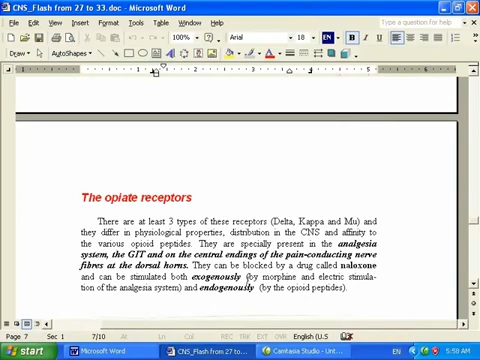 CNS_Flash from 27 to 33.doc - Microsoft Word
File Edit View Insert Format Tools Table Window Help
Type a question for help
100% Arial 18 EN B I U
Draw AutoShapes
The opiate receptors
There are at least 3 types of these receptors (Delta, Kappa and Mu) and
they differ in physiological properties, distribution in the CNS and affinity to
the various opioid peptides. They are specially present in the analgesia
system, the GIT and on the central endings of the pain-conducting nerve
fibres at the dorsal horns. They can be blocked by a drug called naloxone
and can be stimulated both exogenously (by morphine and electric stimula-
tion of the analgesia system) and endogenously (by the opioid peptides).
Page 7 Sec 1 7/10 REC TRK EXT OVR English (U.S
start Microsoft Word CNS_Flash from 27 to... Camtasia Studio - Unt... EN 5:58 AM